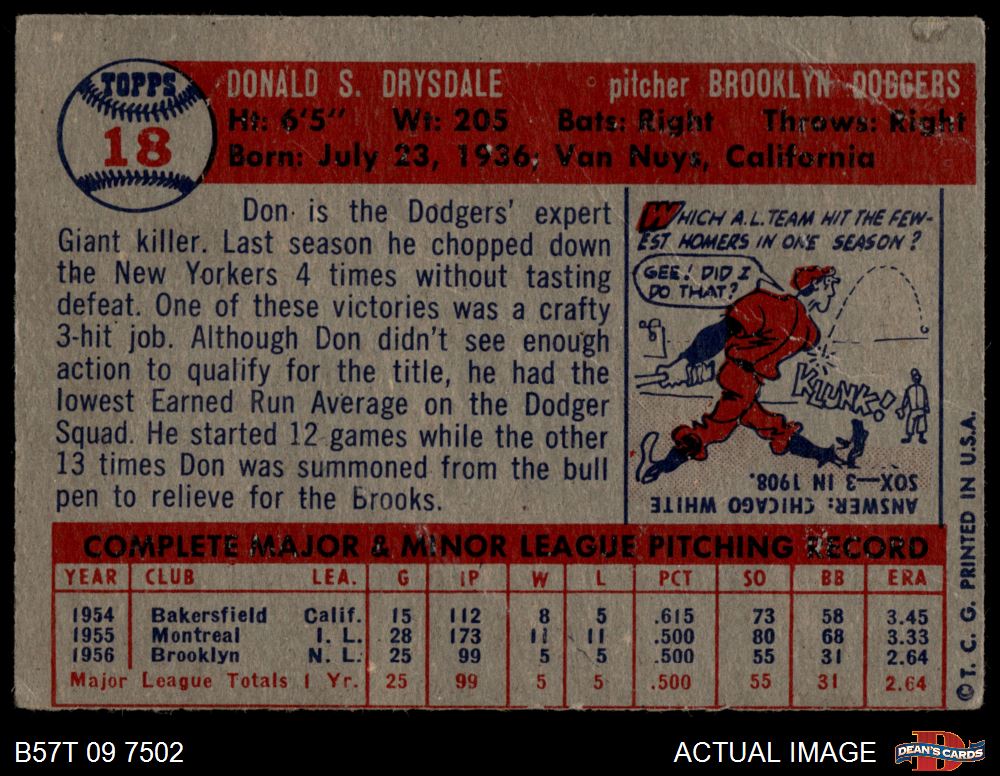 TOPPS
18
DONALD S. DRYSDALE pitcher BROOKLYN DODGERS
Ht: 6'5" Wt: 205 Bats: Right Throws: Right
Born: July 23, 1936; Van Nuys, California
Don is the Dodgers' expert
Giant killer. Last season he chopped down
the New Yorkers 4 times without tasting
defeat. One of these victories was a crafty
3-hit job. Although Don didn't see enough
action to qualify for the title, he had the
lowest Earned Run Average on the Dodger
Squad. He started 12 games while the other
13 times Don was summoned from the bull
pen to relieve for the Brooks.
WHICH A.L. TEAM HIT THE FEW-
EST HOMERS IN ONE SEASON?
GEE! DID I
DO THAT?
KLUNK!
ANSWER: CHICAGO WHITE
SOX—3 IN 1908.
COMPLETE MAJOR & MINOR LEAGUE PITCHING RECORD
YEAR CLUB LEA. G IP W L PCT SO BB ERA
1954 Bakersfield Calif. 15 112 8 5 .615 73 58 3.45
1955 Montreal I. L. 28 173 11 11 .500 80 68 3.33
1956 Brooklyn N. L. 25 99 5 5 .500 55 31 2.64
Major League Totals 1 Yr. 25 99 5 5 .500 55 31 2.64
© T. C. G. PRINTED IN U.S.A.
B57T 09 7502 ACTUAL IMAGE
DEAN'S CARDS